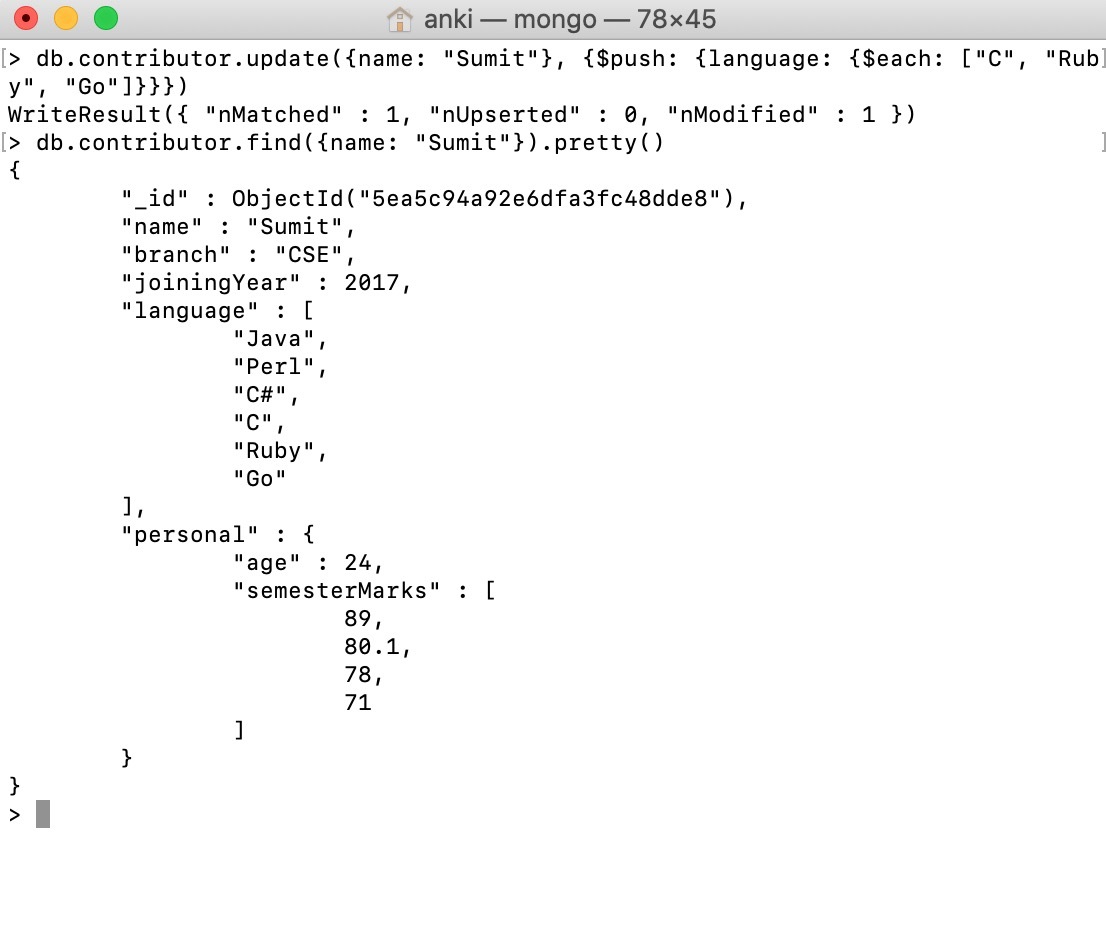 anki — mongo — 78×45
[> db.contributor.update({name: "Sumit"}, {$push: {language: {$each: ["C", "Rub]
y", "Go"]}}})
WriteResult({ "nMatched" : 1, "nUpserted" : 0, "nModified" : 1 })
[> db.contributor.find({name: "Sumit"}).pretty() ]
{
        "_id" : ObjectId("5ea5c94a92e6dfa3fc48dde8"),
        "name" : "Sumit",
        "branch" : "CSE",
        "joiningYear" : 2017,
        "language" : [
                "Java",
                "Perl",
                "C#",
                "C",
                "Ruby",
                "Go"
        ],
        "personal" : {
                "age" : 24,
                "semesterMarks" : [
                        89,
                        80.1,
                        78,
                        71
                ]
        }
}
>